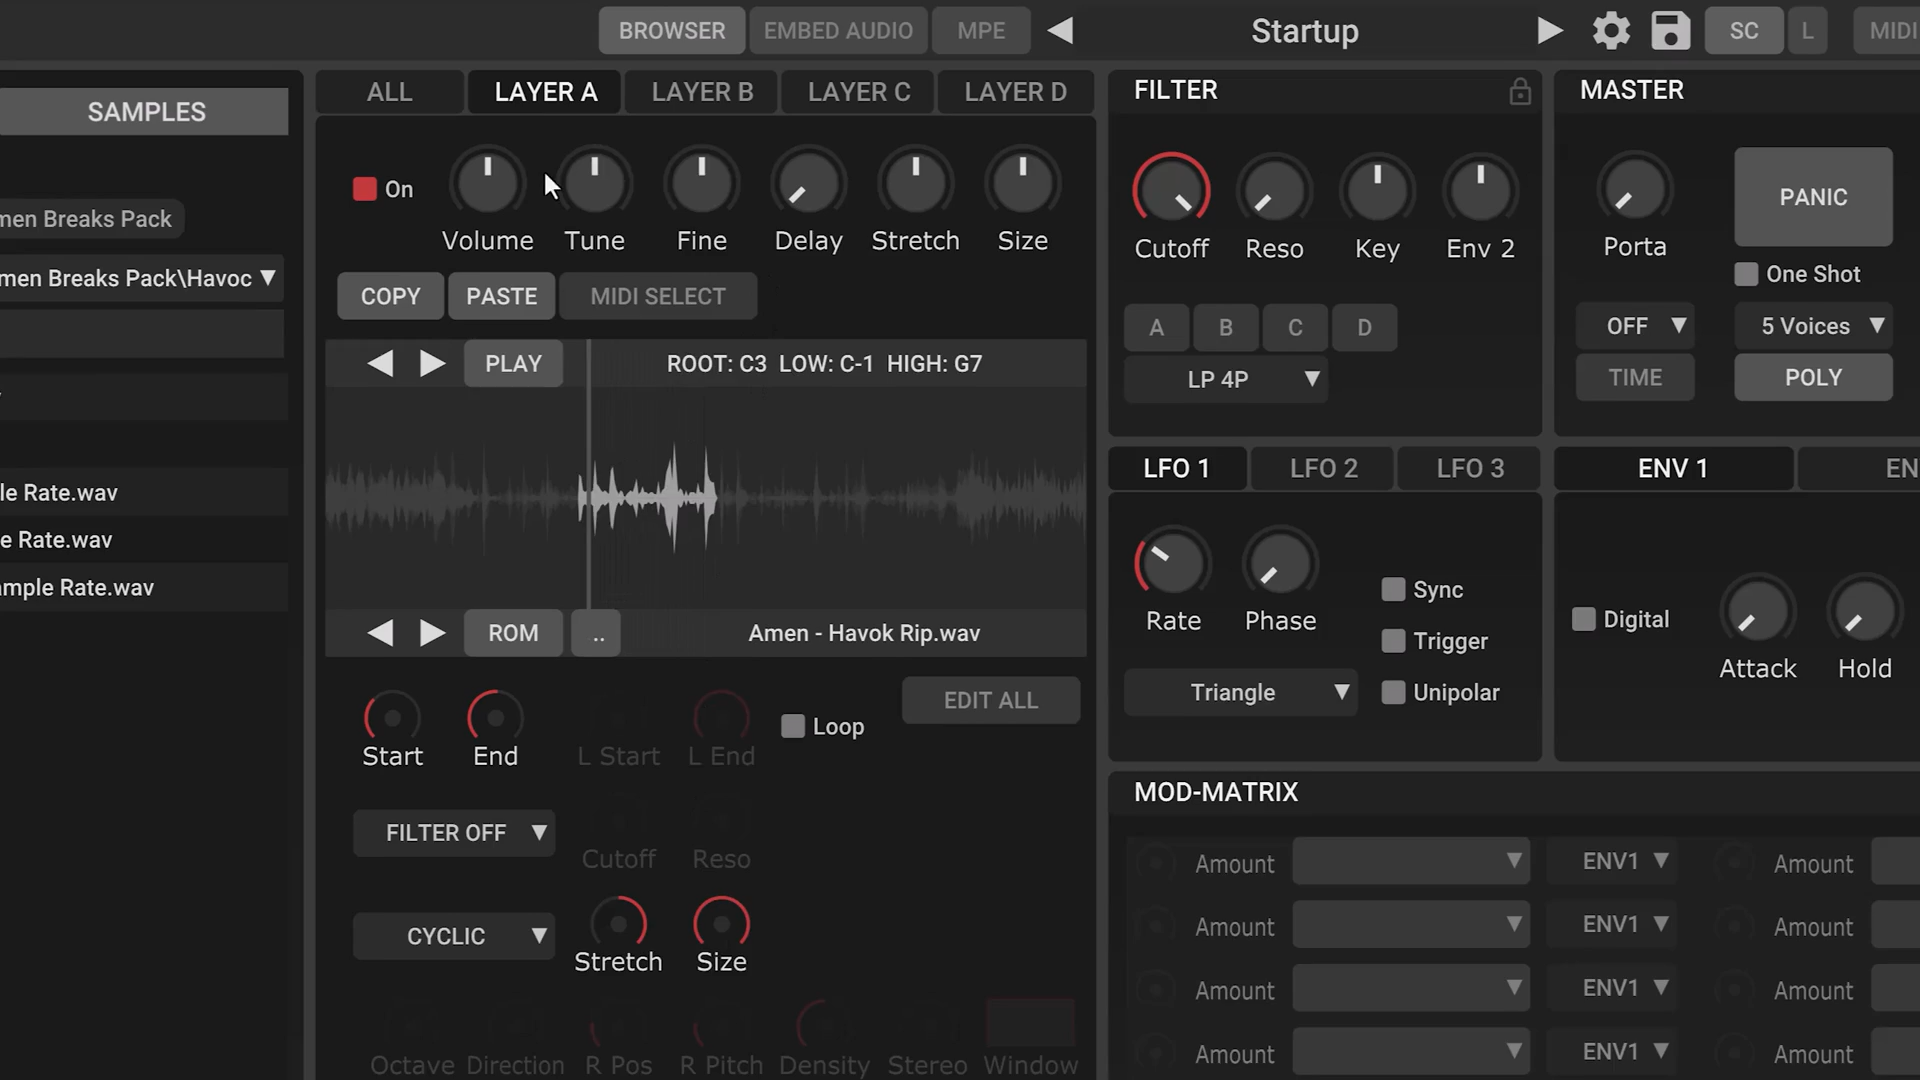 BROWSER EMBED AUDIO MPE Startup SC L MIDI
SAMPLES
men Breaks Pack
men Breaks Pack\Havoc
le Rate.wav
e Rate.wav
mple Rate.wav
ALL LAYER A LAYER B LAYER C LAYER D
On
Volume Tune Fine Delay Stretch Size
COPY PASTE MIDI SELECT
PLAY ROOT: C3 LOW: C-1 HIGH: G7
ROM .. Amen - Havok Rip.wav
Start End L Start L End Loop EDIT ALL
FILTER OFF Cutoff Reso
CYCLIC Stretch Size
Octave Direction R Pos R Pitch Density Stereo Window
FILTER
Cutoff Reso Key Env 2
A B C D
LP 4P
MASTER
Porta PANIC
One Shot
OFF 5 Voices
TIME POLY
LFO 1 LFO 2 LFO 3
Rate Phase
Sync
Trigger
Triangle Unipolar
ENV 1 EN
Digital Attack Hold
MOD-MATRIX
Amount ENV1 Amount
Amount ENV1 Amount
Amount ENV1 Amount
Amount ENV1 Amount